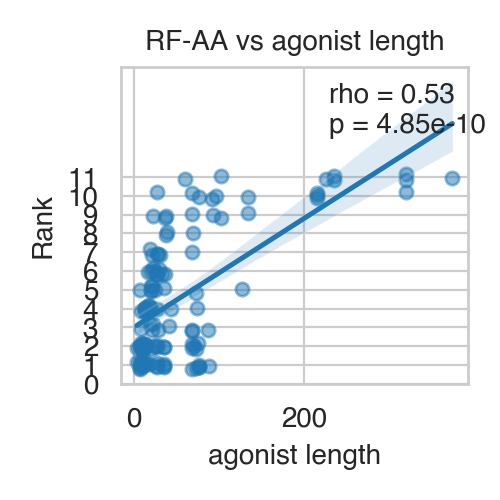 RF-AA vs agonist length
rho = 0.53
p = 4.85e-10
Rank
11
10
9
8
7
6
5
4
3
2
1
0
0 200
agonist length